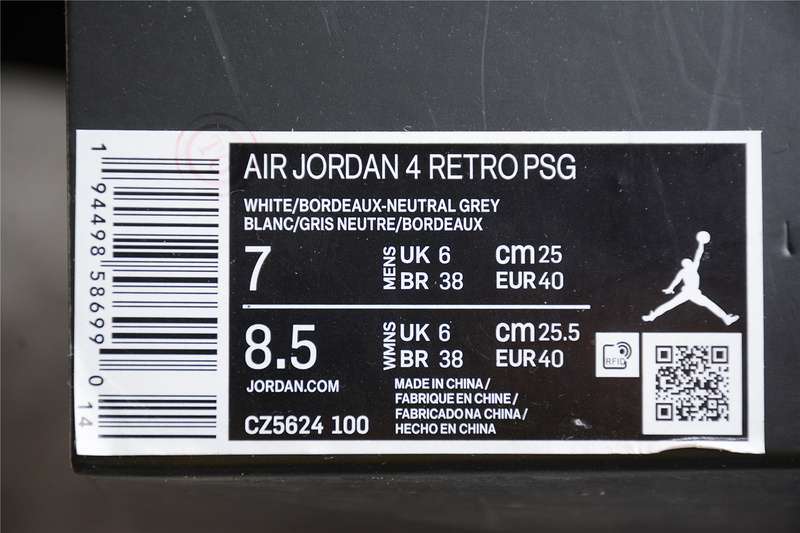 AIR JORDAN 4 RETRO PSG
WHITE/BORDEAUX-NEUTRAL GREY
BLANC/GRIS NEUTRE/BORDEAUX
7
MENS
UK 6
cm 25
BR 38
EUR 40
8.5
WMNS
UK 6
cm 25.5
BR 38
EUR 40
RFID
JORDAN.COM
MADE IN CHINA/
FABRIQUE EN CHINE/
FABRICADO NA CHINA/
HECHO EN CHINA
CZ5624 100
1 94498 58699 0 14